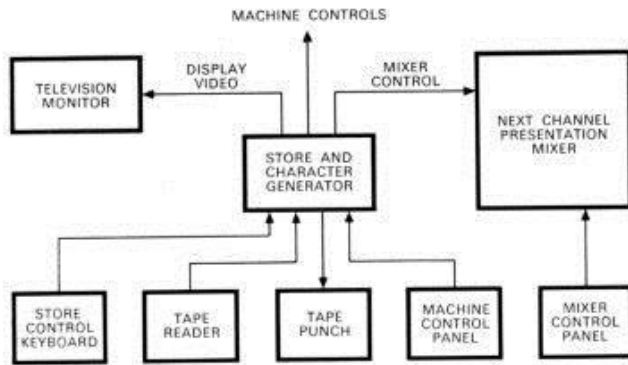 MACHINE CONTROLS
TELEVISION
MONITOR
DISPLAY
VIDEO
MIXER
CONTROL
NEXT CHANNEL
PRESENTATION
MIXER
STORE AND
CHARACTER
GENERATOR
STORE
CONTROL
KEYBOARD
TAPE
READER
TAPE
PUNCH
MACHINE
CONTROL
PANEL
MIXER
CONTROL
PANEL